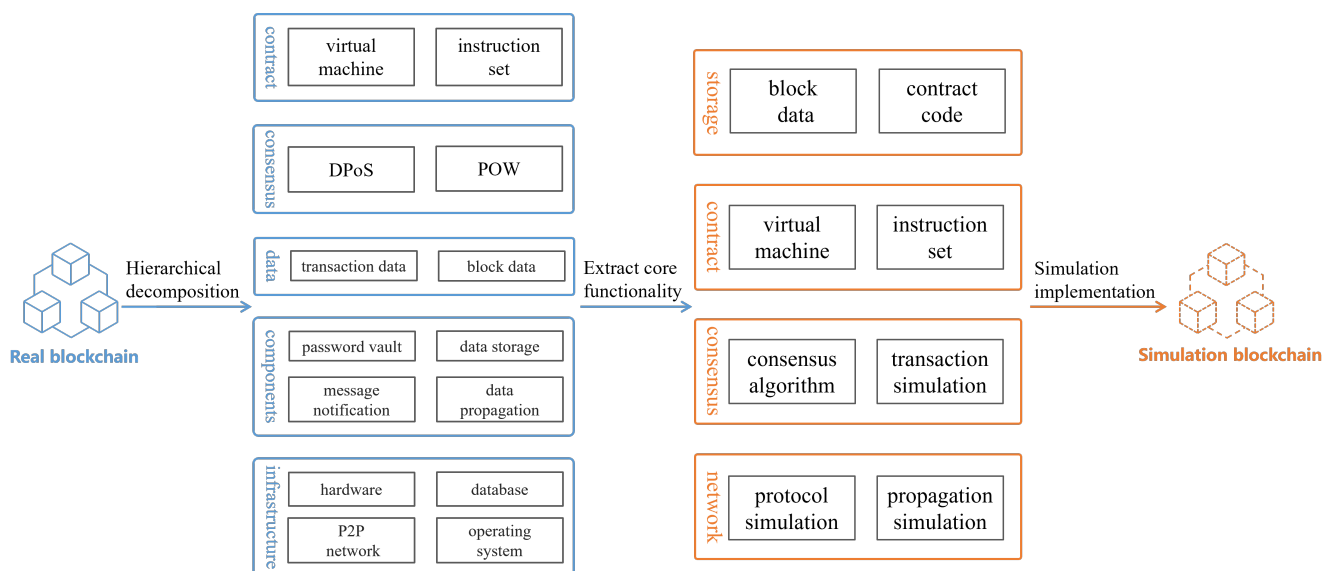 Real blockchain
Hierarchical
decomposition
contract
virtual
machine
instruction
set
consensus
DPoS
POW
data
transaction data
block data
components
password vault
data storage
message
notification
data
propagation
infrastructure
hardware
database
P2P
network
operating
system
Extract core
functionality
storage
block
data
contract
code
contract
virtual
machine
instruction
set
consensus
consensus
algorithm
transaction
simulation
network
protocol
simulation
propagation
simulation
Simulation
implementation
Simulation blockchain